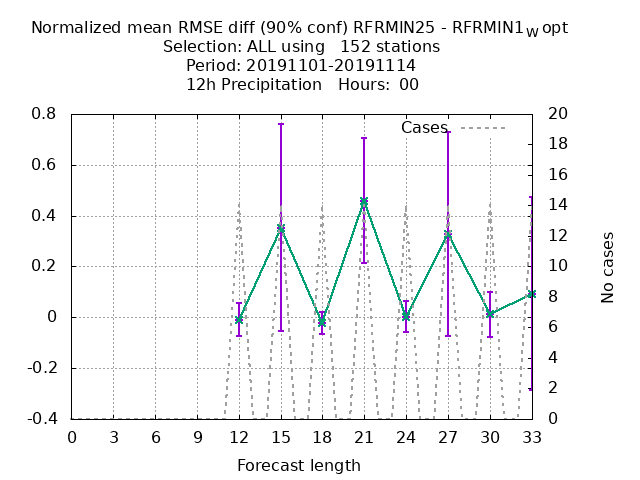 Normalized mean RMSE diff (90% conf) RFRMIN25 - RFRMIN1wopt
Selection: ALL using 152 stations
Period: 20191101-20191114
12h Precipitation Hours: 00
Cases
0.8
0.6
0.4
0.2
0
-0.2
-0.4
20
18
16
14
12
10
8
6
4
2
0
No cases
0 3 6 9 12 15 18 21 24 27 30 33
Forecast length